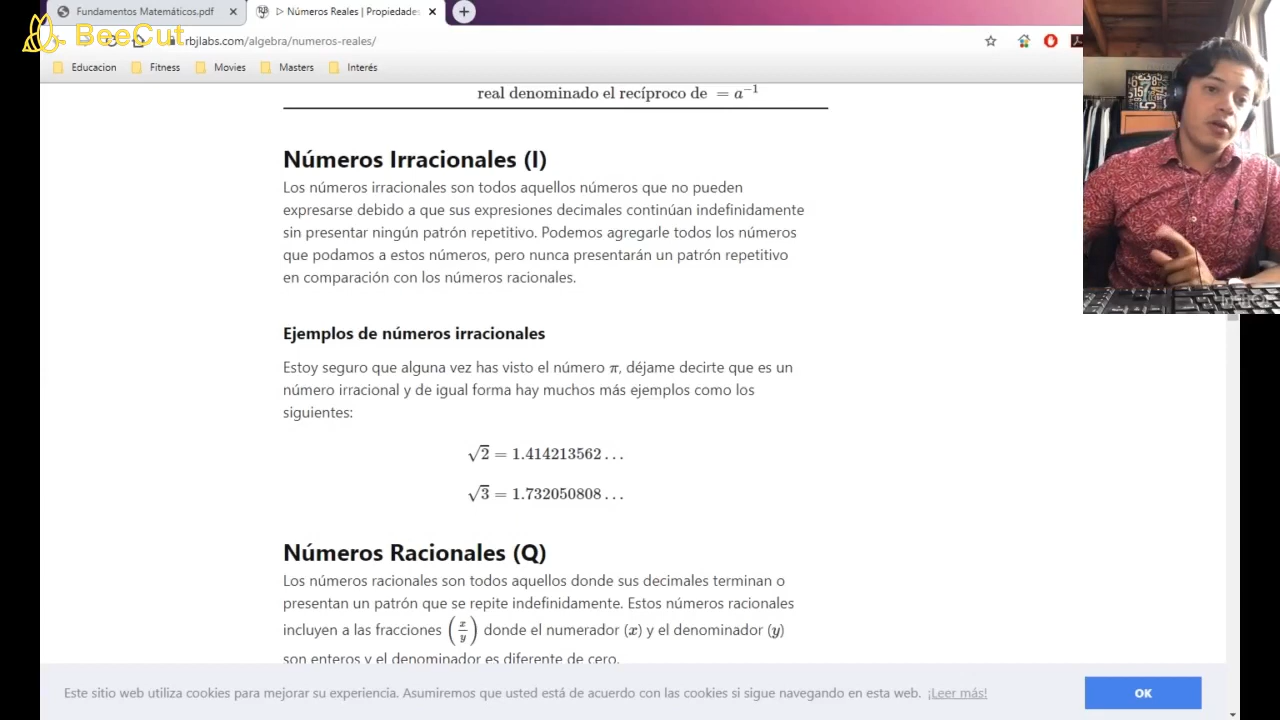 Fundamentos Matemáticos.pdf
▷ Números Reales | Propiedades
BeeCut
rbjlabs.com/algebra/numeros-reales/
Educacion Fitness Movies Masters Interés
real denominado el recíproco de = a⁻¹
Números Irracionales (I)
Los números irracionales son todos aquellos números que no pueden
expresarse debido a que sus expresiones decimales continúan indefinidamente
sin presentar ningún patrón repetitivo. Podemos agregarle todos los números
que podamos a estos números, pero nunca presentarán un patrón repetitivo
en comparación con los números racionales.
Ejemplos de números irracionales
Estoy seguro que alguna vez has visto el número π, déjame decirte que es un
número irracional y de igual forma hay muchos más ejemplos como los
siguientes:
√2 = 1.414213562 . . .
√3 = 1.732050808 . . .
Números Racionales (Q)
Los números racionales son todos aquellos donde sus decimales terminan o
presentan un patrón que se repite indefinidamente. Estos números racionales
incluyen a las fracciones (x/y) donde el numerador (x) y el denominador (y)
son enteros y el denominador es diferente de cero.
Este sitio web utiliza cookies para mejorar su experiencia. Asumiremos que usted está de acuerdo con las cookies si sigue navegando en esta web. ¡Leer más!
OK